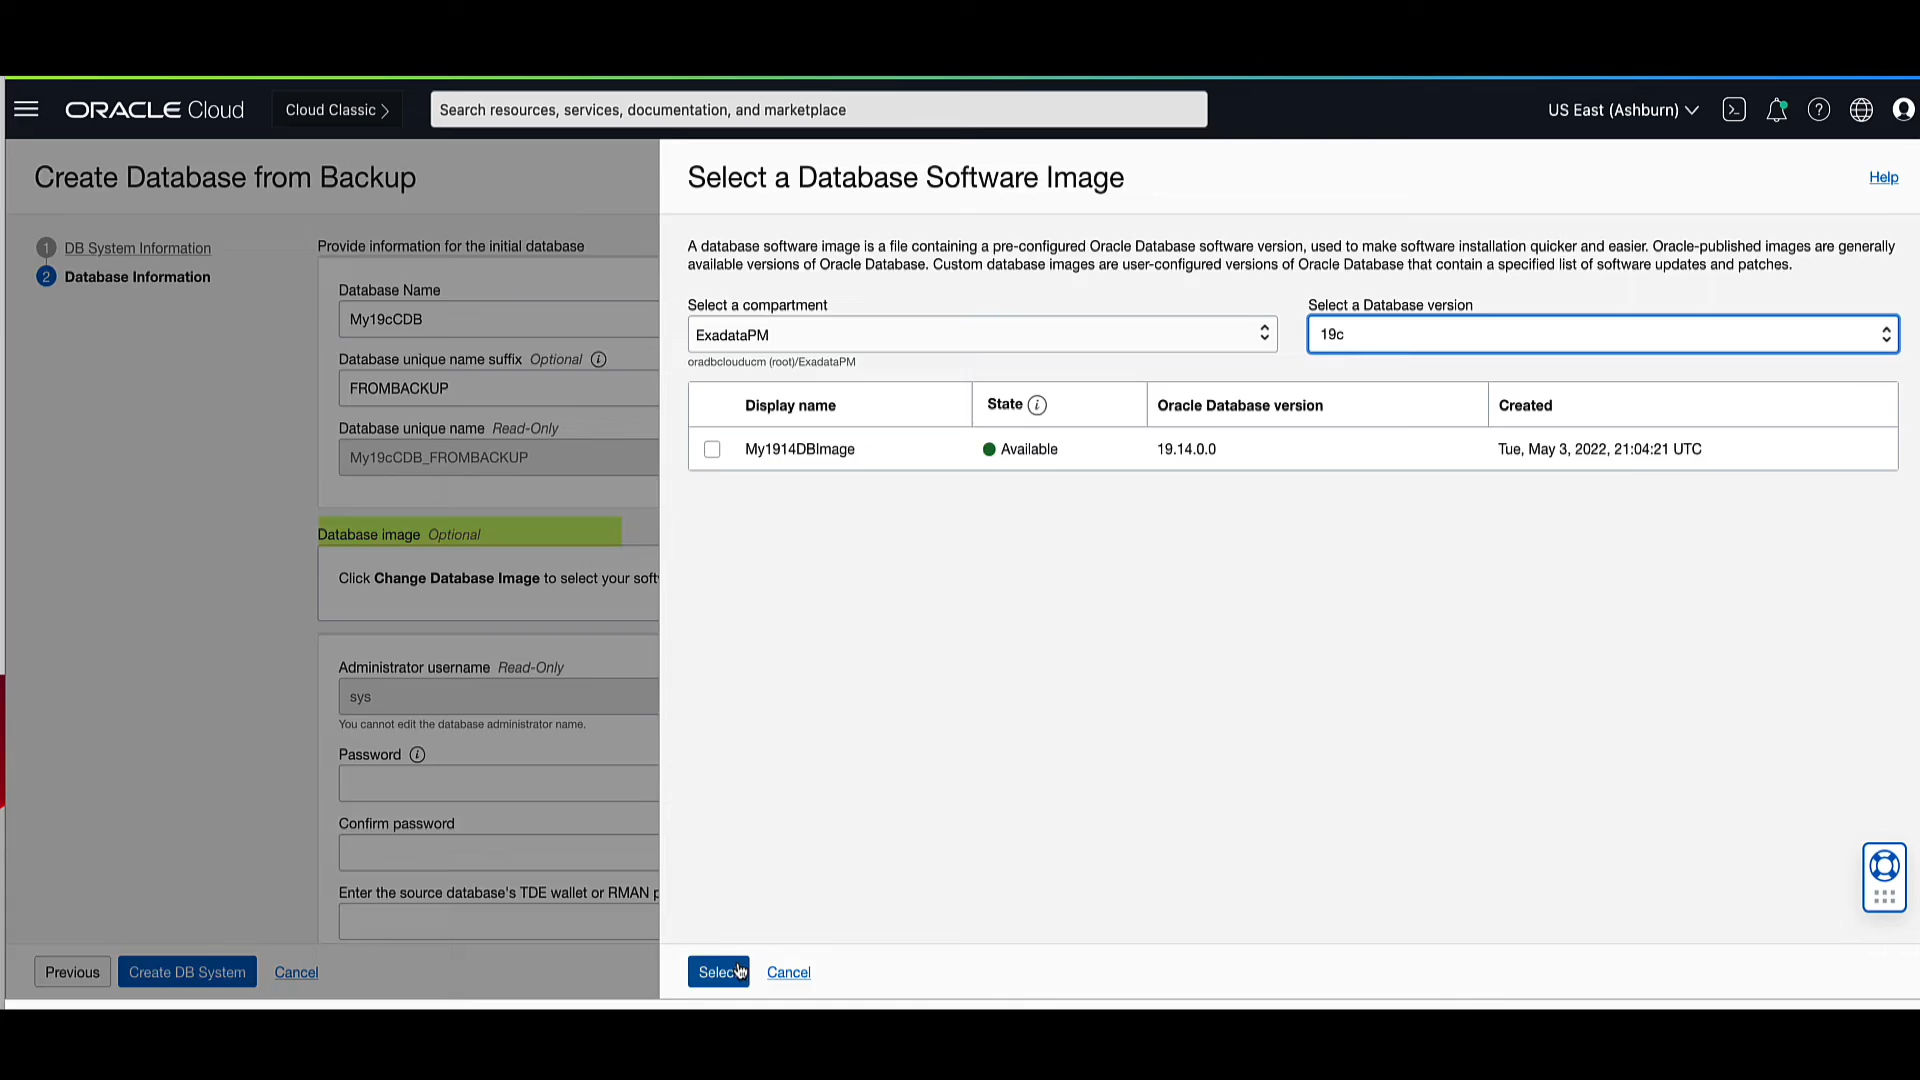 ORACLE Cloud
Cloud Classic
Search resources, services, documentation, and marketplace
US East (Ashburn)
Create Database from Backup
1 DB System Information
2 Database Information
Provide information for the initial database
Database Name
My19cCDB
Database unique name suffix Optional
FROMBACKUP
Database unique name Read-Only
My19cCDB_FROMBACKUP
Database image Optional
Click Change Database Image to select your soft
Administrator username Read-Only
sys
You cannot edit the database administrator name.
Password
Confirm password
Enter the source database's TDE wallet or RMAN p
Previous
Create DB System
Cancel
Select a Database Software Image
Help
A database software image is a file containing a pre-configured Oracle Database software version, used to make software installation quicker and easier. Oracle-published images are generally
available versions of Oracle Database. Custom database images are user-configured versions of Oracle Database that contain a specified list of software updates and patches.
Select a compartment
ExadataPM
oradbclouducm (root)/ExadataPM
Select a Database version
19c
Display name State Oracle Database version Created
My1914DBImage Available 19.14.0.0 Tue, May 3, 2022, 21:04:21 UTC
Select
Cancel